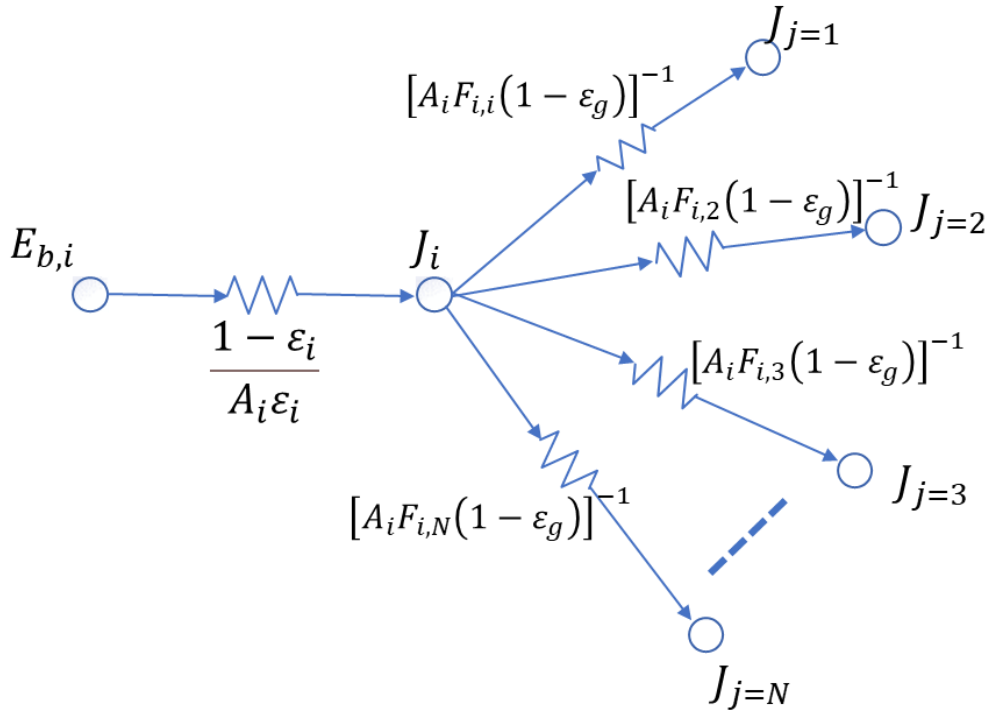 J_{j=1}
[A_i F_{i,i}(1 − ε_g)]^{−1}
[A_i F_{i,2}(1 − ε_g)]^{−1}
J_{j=2}
E_{b,i}
J_i
1 − ε_i
A_i ε_i
[A_i F_{i,3}(1 − ε_g)]^{−1}
J_{j=3}
[A_i F_{i,N}(1 − ε_g)]^{−1}
J_{j=N}